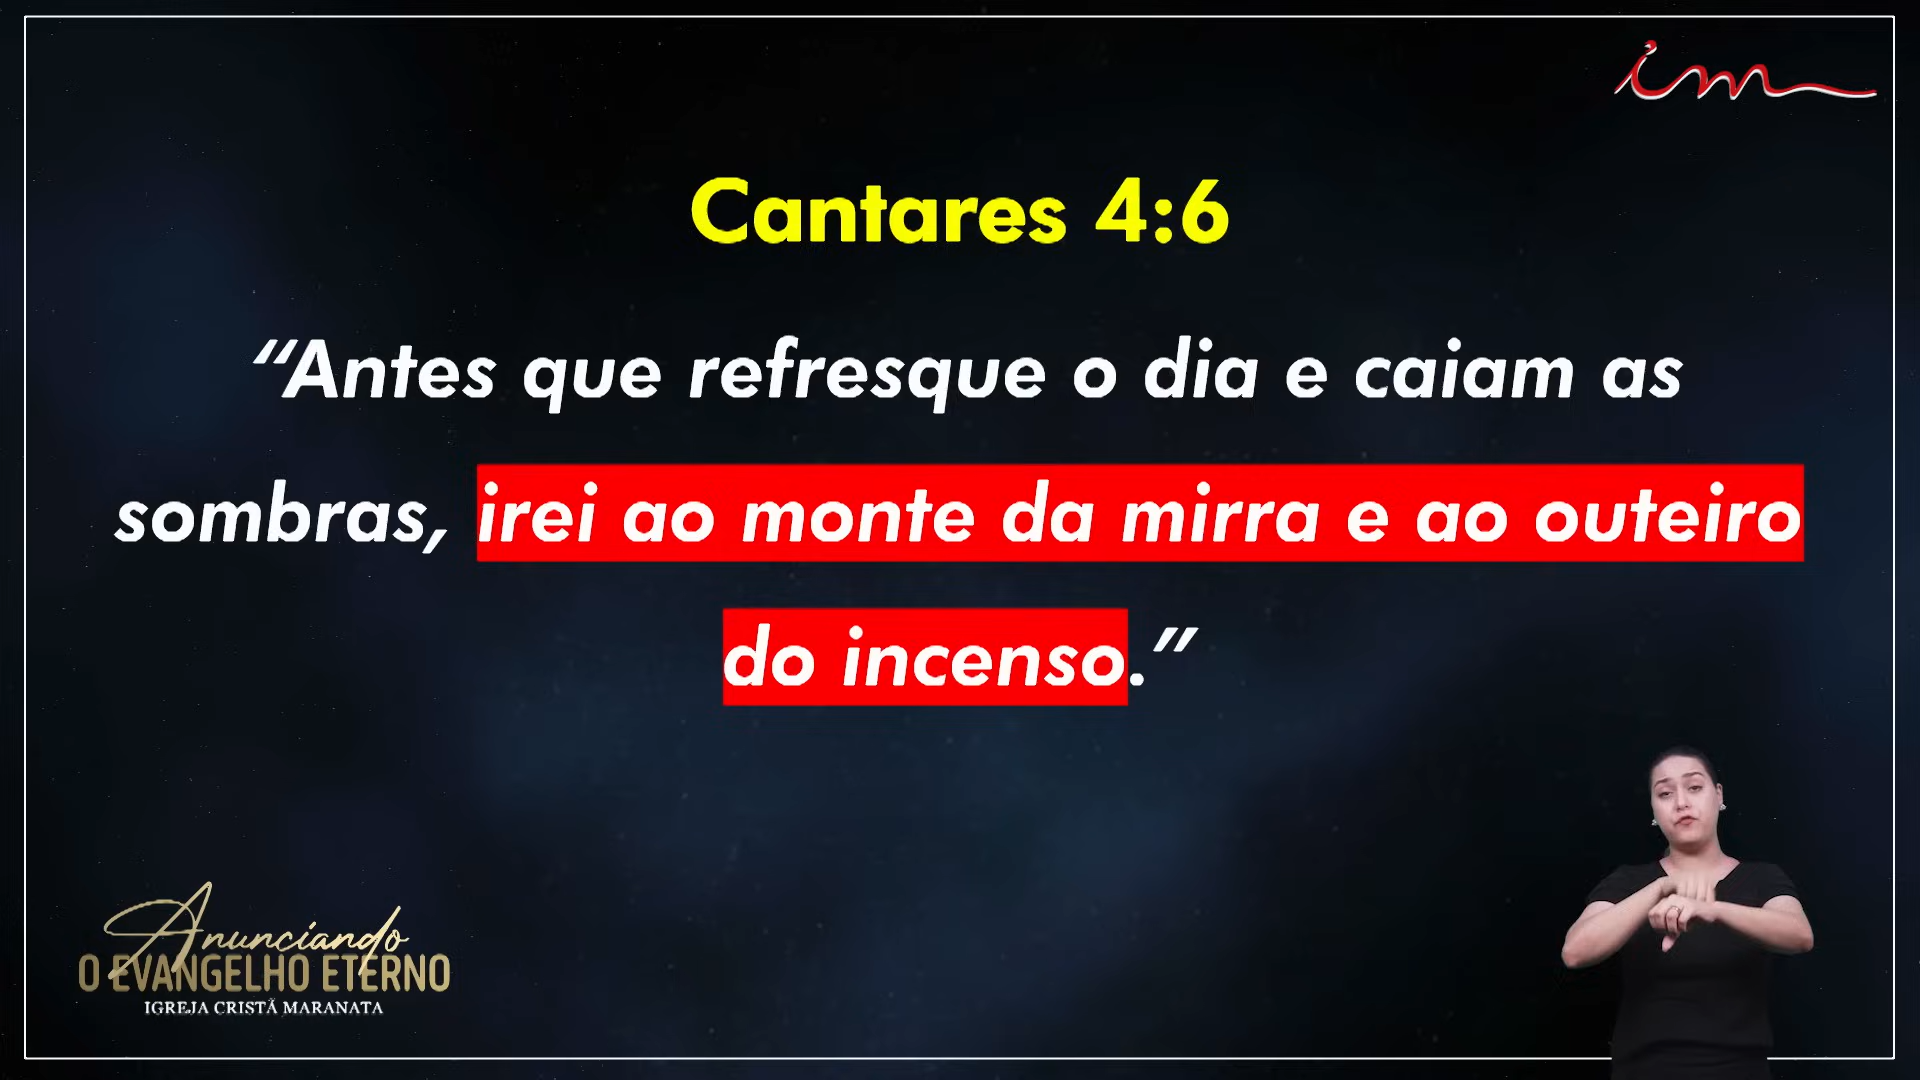 im
Cantares 4:6
“Antes que refresque o dia e caiam as
sombras, irei ao monte da mirra e ao outeiro
do incenso.”
Anunciando
O EVANGELHO ETERNO
IGREJA CRISTÃ MARANATA